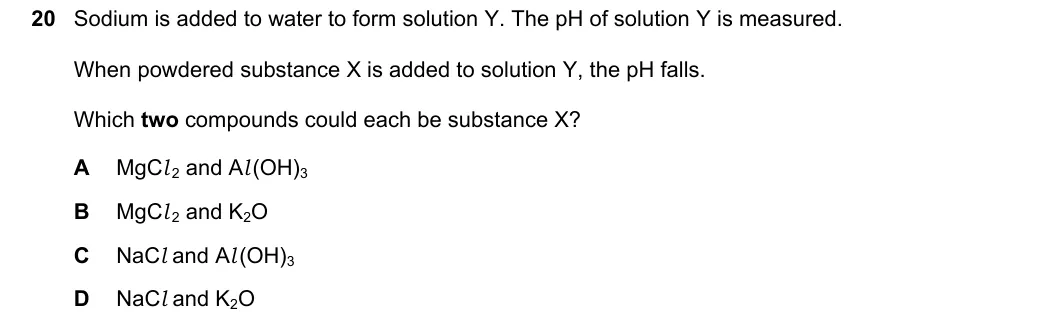 20 Sodium is added to water to form solution Y. The pH of solution Y is measured.
When powdered substance X is added to solution Y, the pH falls.
Which two compounds could each be substance X?
A MgCl₂ and Al(OH)₃
B MgCl₂ and K₂O
C NaCl and Al(OH)₃
D NaCl and K₂O